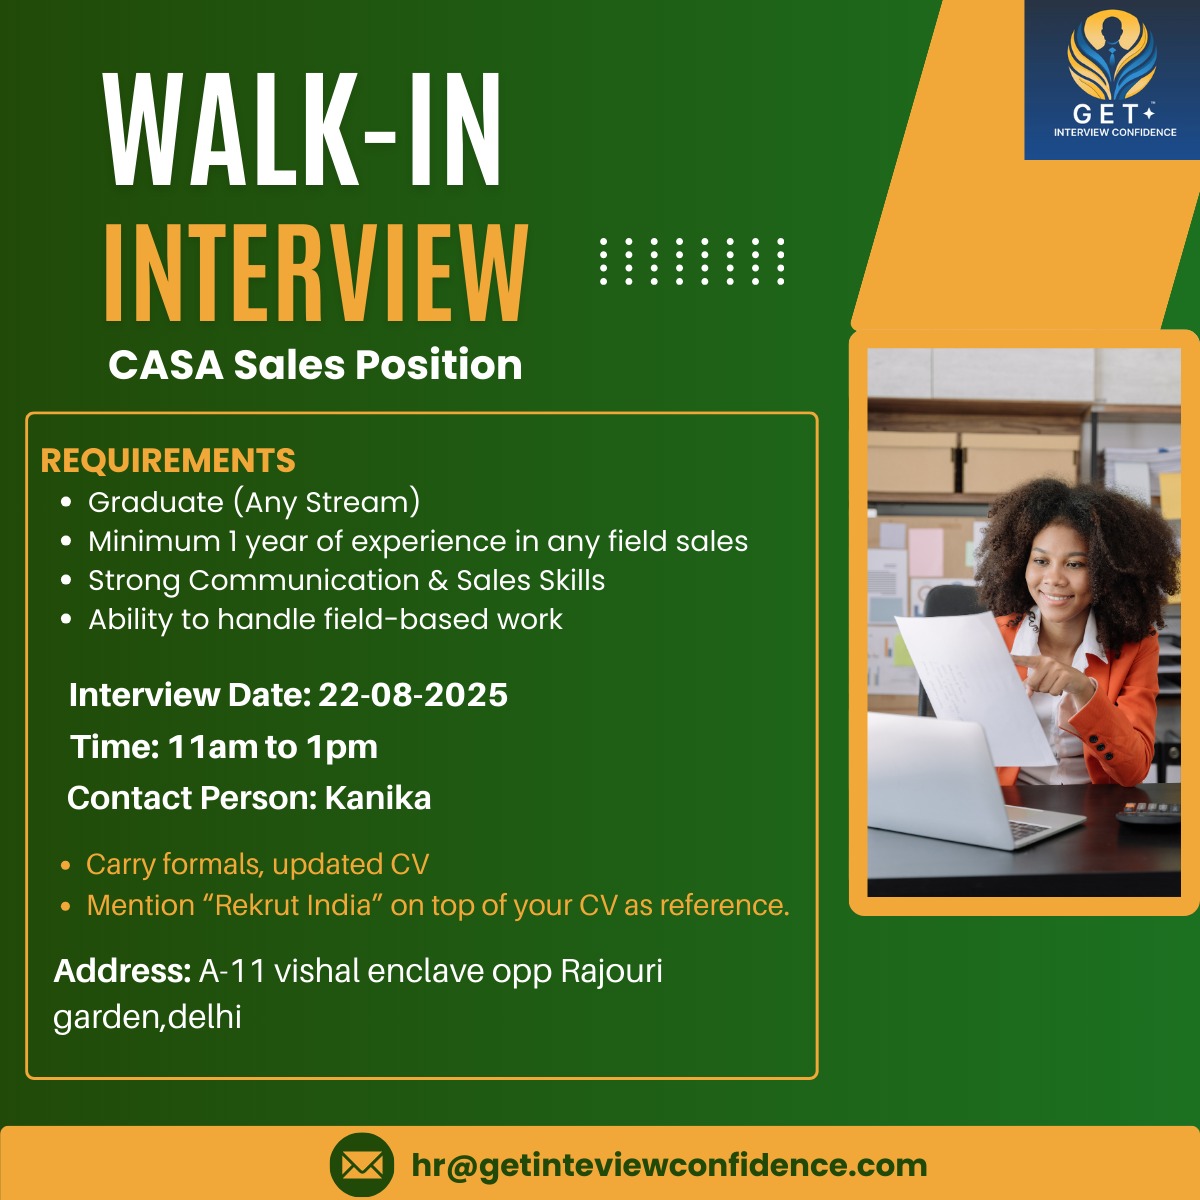 GET
INTERVIEW CONFIDENCE
WALK-IN
INTERVIEW
CASA Sales Position
REQUIREMENTS
• Graduate (Any Stream)
• Minimum 1 year of experience in any field sales
• Strong Communication & Sales Skills
• Ability to handle field-based work
Interview Date: 22-08-2025
Time: 11am to 1pm
Contact Person: Kanika
• Carry formals, updated CV
• Mention “Rekrut India” on top of your CV as reference.
Address: A-11 vishal enclave opp Rajouri
garden,delhi
hr@getinteviewconfidence.com